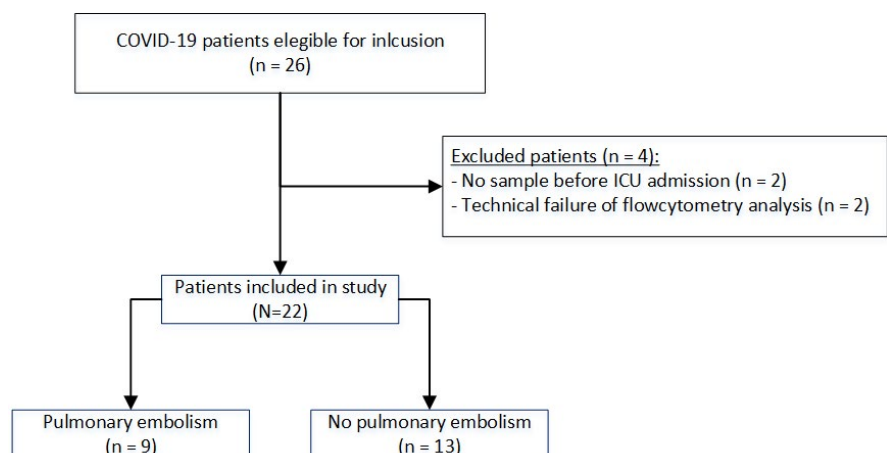 COVID-19 patients elegible for inlcusion
(n = 26)
Excluded patients (n = 4):
- No sample before ICU admission (n = 2)
- Technical failure of flowcytometry analysis (n = 2)
Patients included in study
(N=22)
Pulmonary embolism
(n = 9)
No pulmonary embolism
(n = 13)